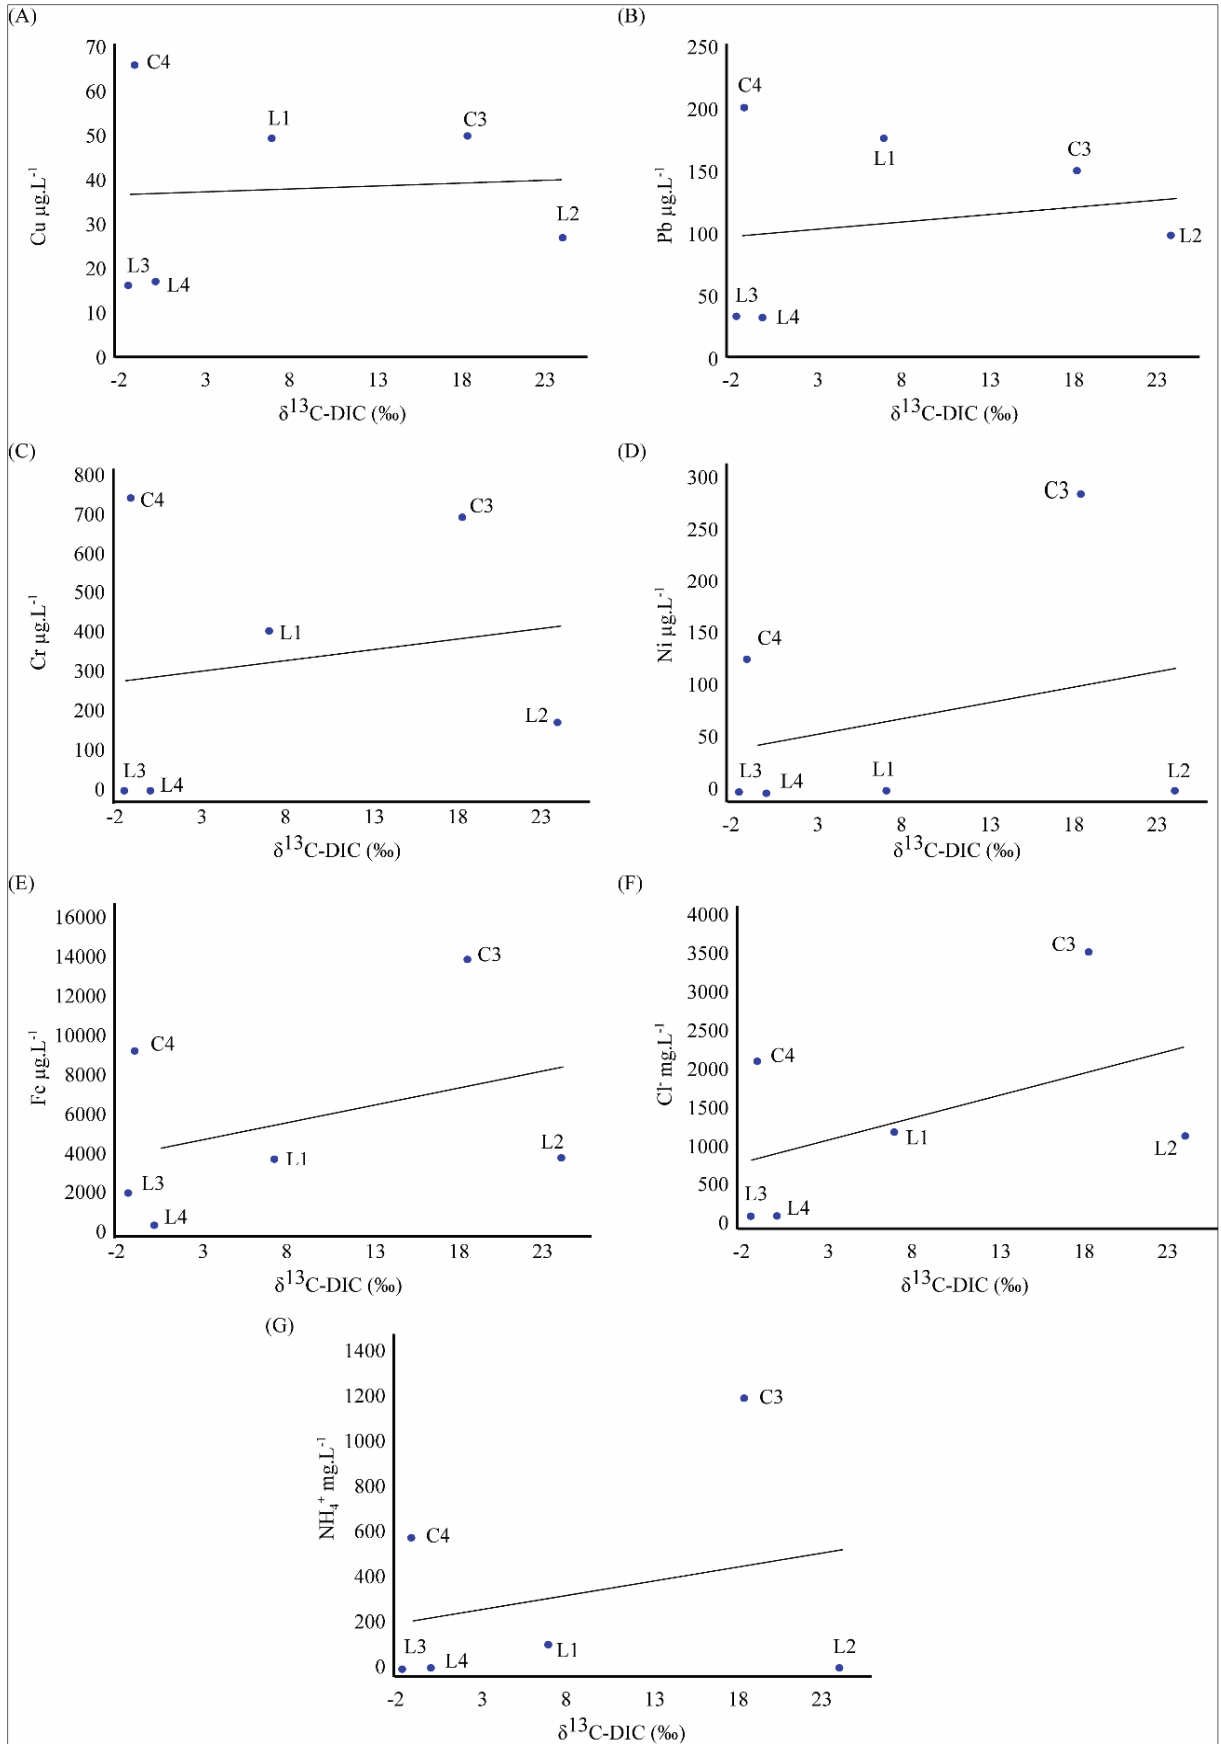 (A)
70
60
50
40
30
20
10
0
Cu µg.L-1
C4
L1
C3
L2
L3
L4
-2 3 8 13 18 23
δ13C-DIC (‰)
(B)
250
200
150
100
50
0
Pb µg.L-1
C4
L1
C3
L2
L3
L4
-2 3 8 13 18 23
δ13C-DIC (‰)
(C)
800
700
600
500
400
300
200
100
0
Cr µg.L-1
C4
C3
L1
L2
L3
L4
-2 3 8 13 18 23
δ13C-DIC (‰)
(D)
300
250
200
150
100
50
0
Ni µg.L-1
C3
C4
L3
L4
L1
L2
-2 3 8 13 18 23
δ13C-DIC (‰)
(E)
16000
14000
12000
10000
8000
6000
4000
2000
0
Fe µg.L-1
C3
C4
L1
L2
L3
L4
-2 3 8 13 18 23
δ13C-DIC (‰)
(F)
4000
3500
3000
2500
2000
1500
1000
500
0
Cl- mg.L-1
C3
C4
L1
L2
L3
L4
-2 3 8 13 18 23
δ13C-DIC (‰)
(G)
1400
1200
1000
800
600
400
200
0
NH4+ mg.L-1
C3
C4
L3
L4
L1
L2
-2 3 8 13 18 23
δ13C-DIC (‰)